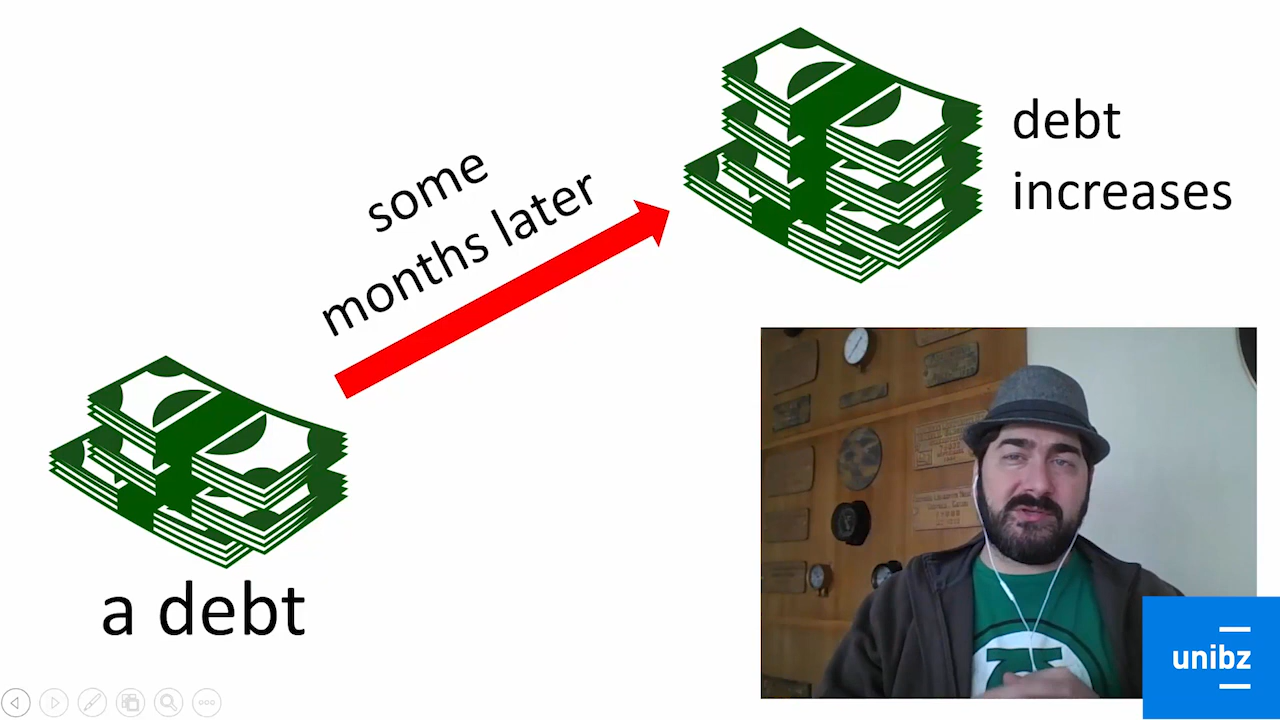 some
months later
debt
increases
a debt
unibz